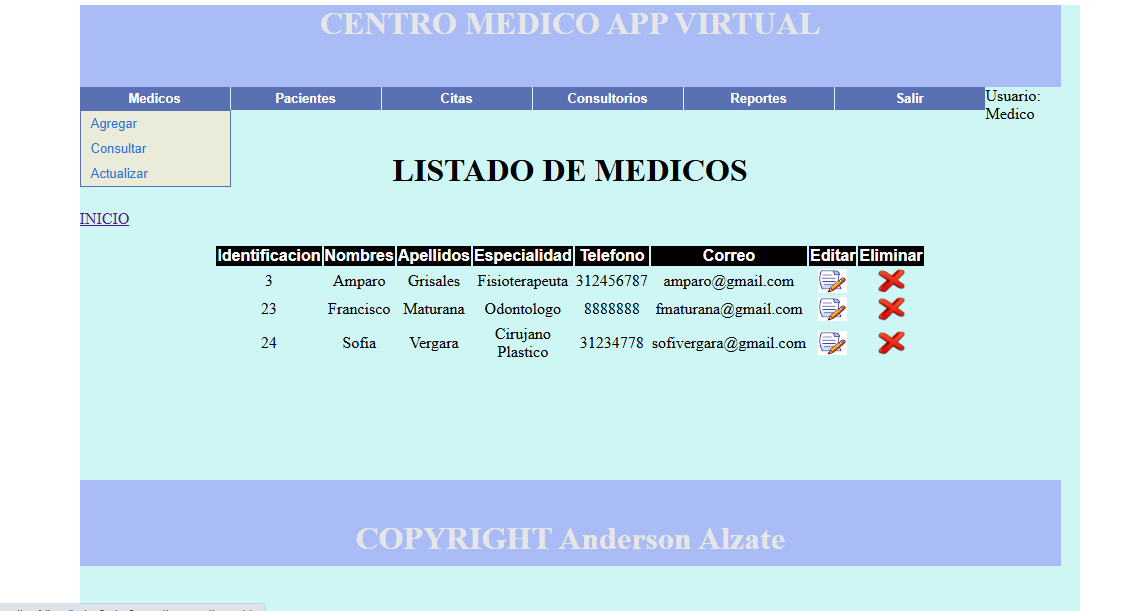 CENTRO MEDICO APP VIRTUAL
Medicos Pacientes Citas Consultorios Reportes Salir Usuario:
Medico
Agregar
Consultar
Actualizar
LISTADO DE MEDICOS
INICIO
Identificacion Nombres Apellidos Especialidad Telefono Correo Editar Eliminar
3 Amparo Grisales Fisioterapeuta 312456787 amparo@gmail.com
23 Francisco Maturana Odontologo 8888888 fmaturana@gmail.com
24 Sofia Vergara Cirujano Plastico 31234778 sofivergara@gmail.com
COPYRIGHT Anderson Alzate